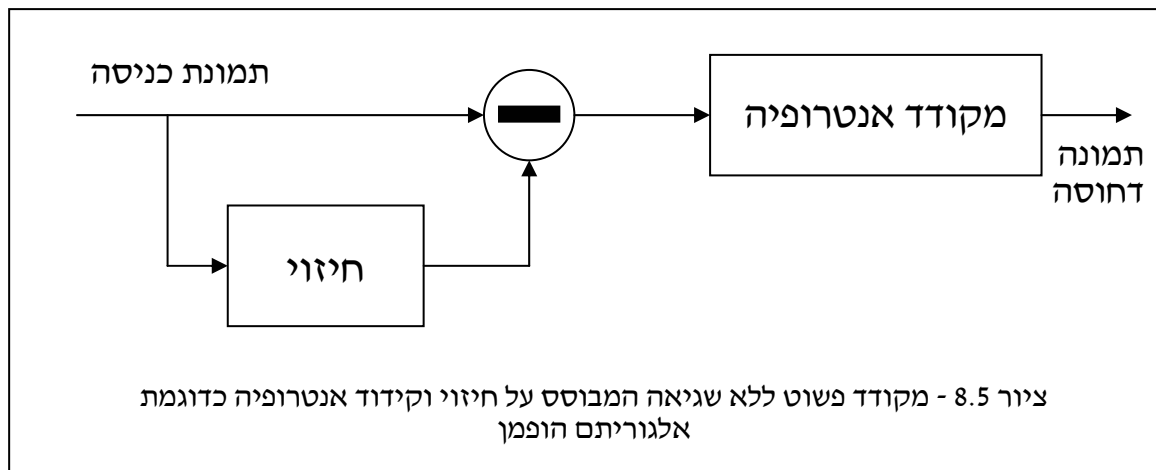 תמונת כניסה
מקודד אנטרופיה
תמונה
דחוסה
חיזוי
ציור 8.5 - מקודד פשוט ללא שגיאה המבוסס על חיזוי וקידוד אנטרופיה כדוגמת
אלגוריתם הופמן